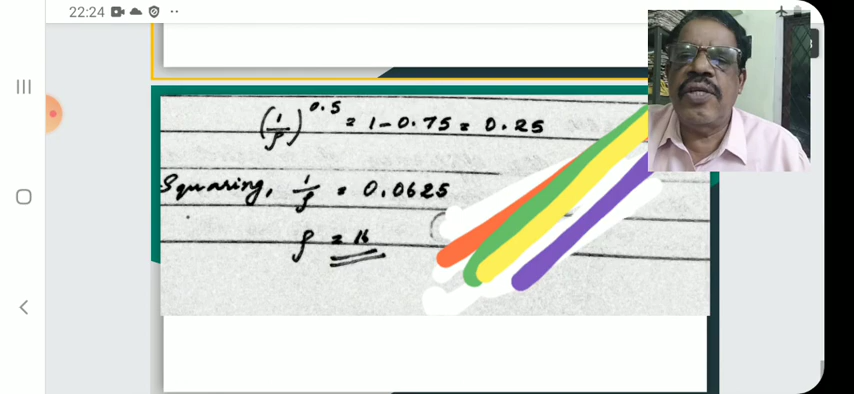 22:24
(1/ρ)^0.5 = 1 - 0.75 = 0.25
Squaring, 1/ρ = 0.0625
ρ = 16